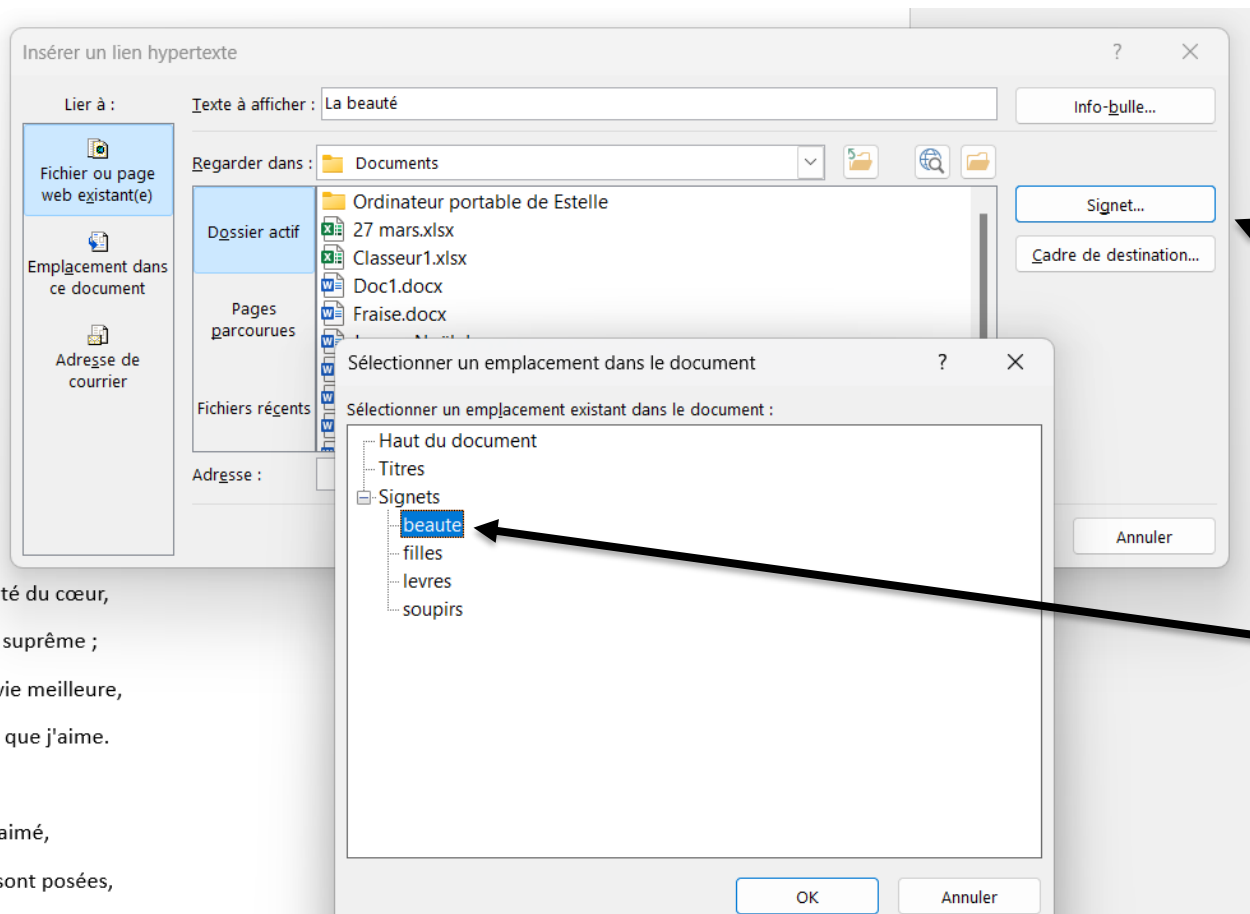 Insérer un lien hypertexte
?
Lier à :
Texte à afficher : La beauté
Info-bulle...
Fichier ou page
web existant(e)
Regarder dans : Documents
Emplacement dans
ce document
Adresse de
courrier
Dossier actif
Pages
parcourues
Fichiers récents
Ordinateur portable de Estelle
27 mars.xlsx
Classeur1.xlsx
Doc1.docx
Fraise.docx
Signet...
Cadre de destination...
Adresse :
Annuler
Sélectionner un emplacement dans le document
?
Sélectionner un emplacement existant dans le document :
Haut du document
Titres
Signets
beaute
filles
levres
soupirs
OK
Annuler
té du cœur,
suprême ;
vie meilleure,
que j'aime.
aimé,
sont posées,